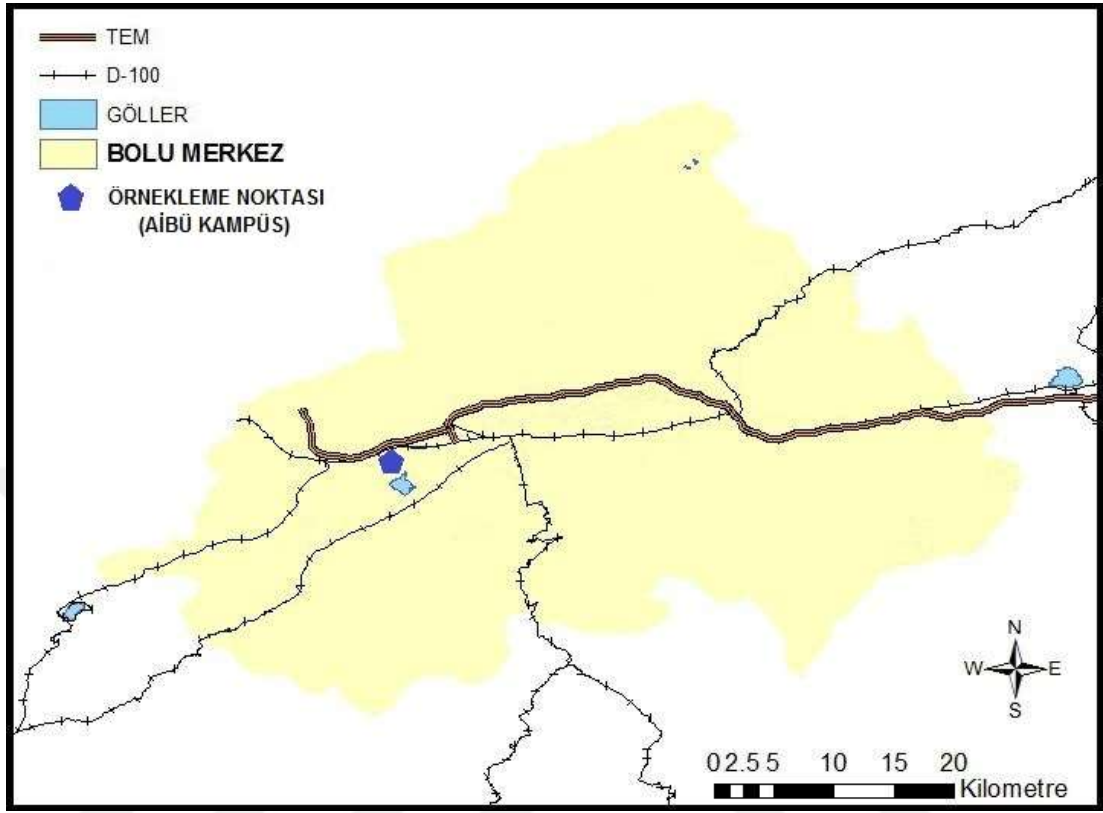 TEM
D-100
GÖLLER
BOLU MERKEZ
ÖRNEKLEME NOKTASI
(AİBÜ KAMPÜS)
N
W E
S
0 2.5 5 10 15 20
Kilometre